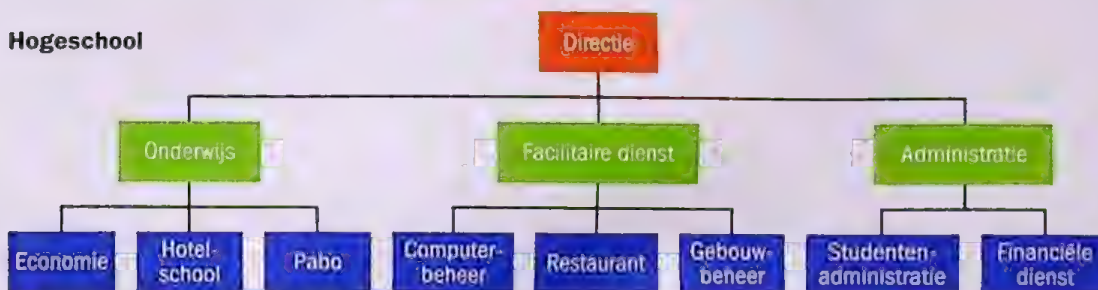 Hogeschool
Directie
Onderwijs
Facilitaire dienst
Administratie
Economie
Hotel-
school
Pabo
Computer-
beheer
Restaurant
Gebouw-
beheer
Studenten-
administratie
Financiële
dienst